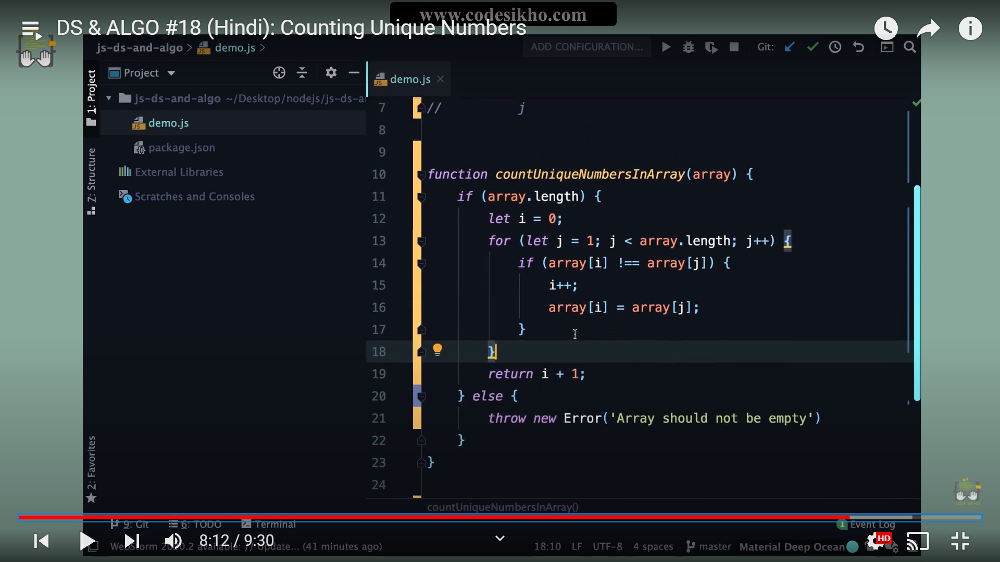 www.codesikho.com
DS & ALGO #18 (Hindi): Counting Unique Numbers
js-ds-and-algo > demo.js >
ADD CONFIGURATION...
Git:
1: Project
Project
demo.js
js-ds-and-algo ~/Desktop/nodejs/js-ds-a
demo.js
package.json
External Libraries
Scratches and Consoles
Z: Structure
2: Favorites
7 // j
8
9
10 function countUniqueNumbersInArray(array) {
11 if (array.length) {
12 let i = 0;
13 for (let j = 1; j < array.length; j++) {
14 if (array[i] !== array[j]) {
15 i++;
16 array[i] = array[j];
17 }
18 }
19 return i + 1;
20 } else {
21 throw new Error('Array should not be empty')
22 }
23 }
24
countUniqueNumbersInArray()
CODE SIKHO
9: Git
6: TODO
Terminal
1 Event Log
8:12 / 9:30
HD
WebStorm 2020.2 available: // Update... (41 minutes ago)
18:10 LF UTF-8 4 spaces master Material Deep Ocean